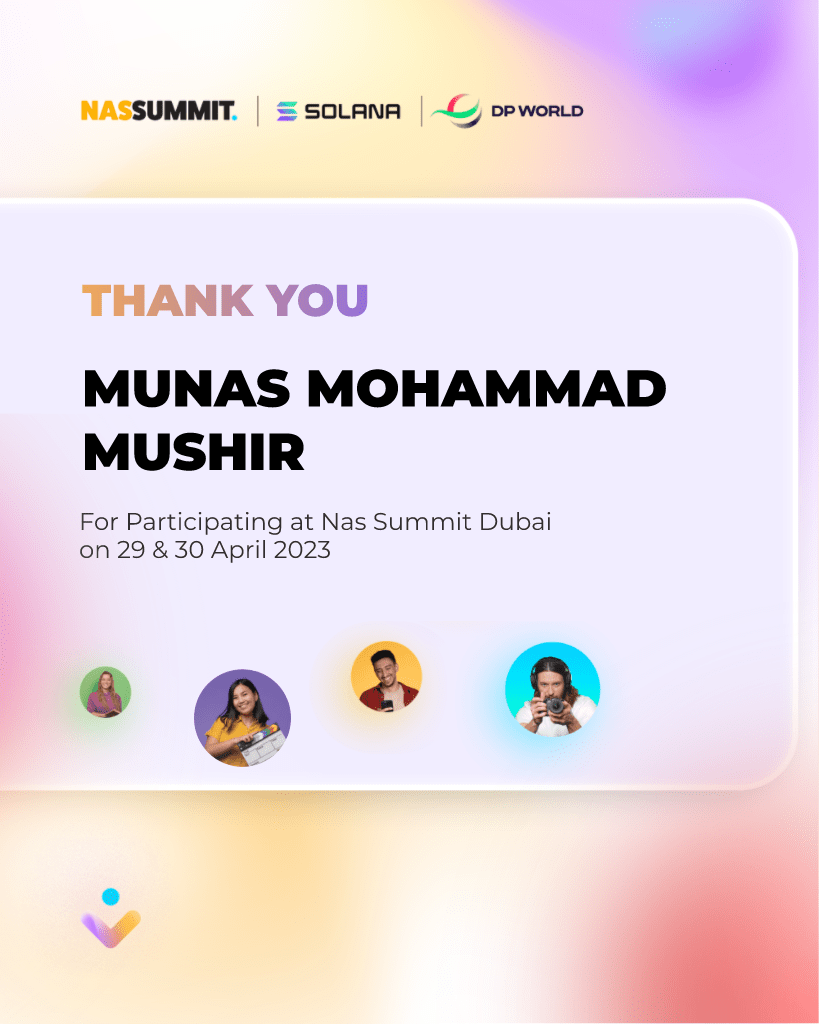 NASSUMMIT. SOLANA DP WORLD
THANK YOU
MUNAS MOHAMMAD
MUSHIR
For Participating at Nas Summit Dubai
on 29 & 30 April 2023